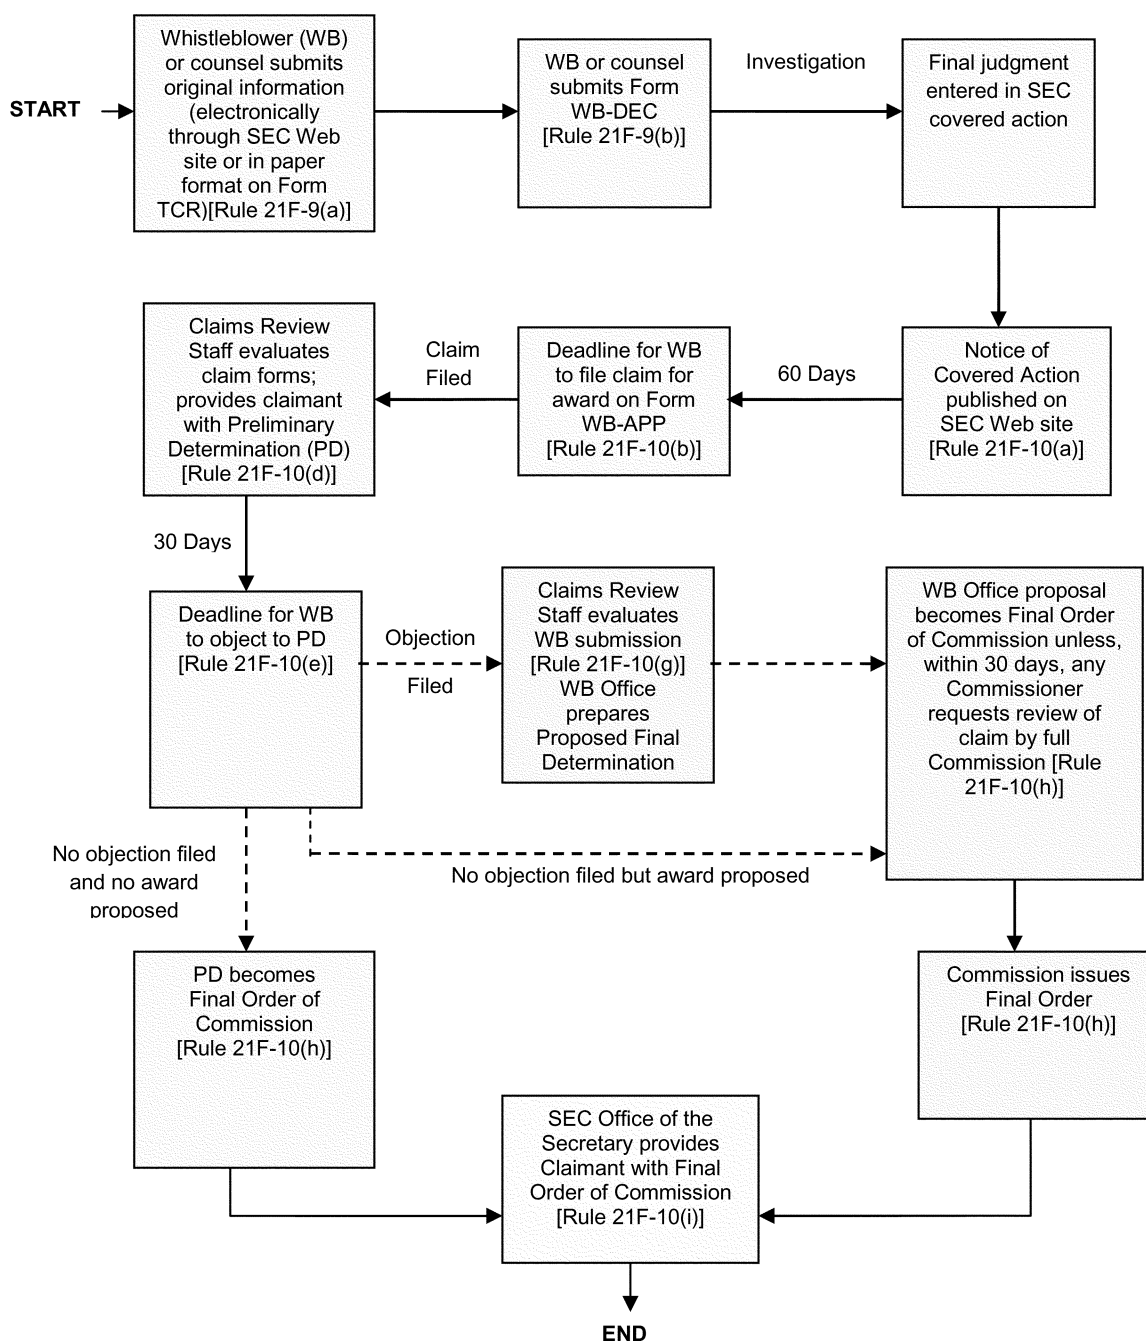 START
Whistleblower (WB)
or counsel submits
original information
(electronically
through SEC Web
site or in paper
format on Form
TCR)[Rule 21F-9(a)]
WB or counsel
submits Form
WB-DEC
[Rule 21F-9(b)]
Investigation
Final judgment
entered in SEC
covered action
Notice of
Covered Action
published on
SEC Web site
[Rule 21F-10(a)]
60 Days
Deadline for WB
to file claim for
award on Form
WB-APP
[Rule 21F-10(b)]
Claim
Filed
Claims Review
Staff evaluates
claim forms;
provides claimant
with Preliminary
Determination (PD)
[Rule 21F-10(d)]
30 Days
Deadline for WB
to object to PD
[Rule 21F-10(e)]
Objection
Filed
Claims Review
Staff evaluates
WB submission
[Rule 21F-10(g)]
WB Office
prepares
Proposed Final
Determination
WB Office proposal
becomes Final Order
of Commission unless,
within 30 days, any
Commissioner
requests review of
claim by full
Commission [Rule
21F-10(h)]
No objection filed
and no award
proposed
No objection filed but award proposed
PD becomes
Final Order of
Commission
[Rule 21F-10(h)]
Commission issues
Final Order
[Rule 21F-10(h)]
SEC Office of the
Secretary provides
Claimant with Final
Order of Commission
[Rule 21F-10(i)]
END